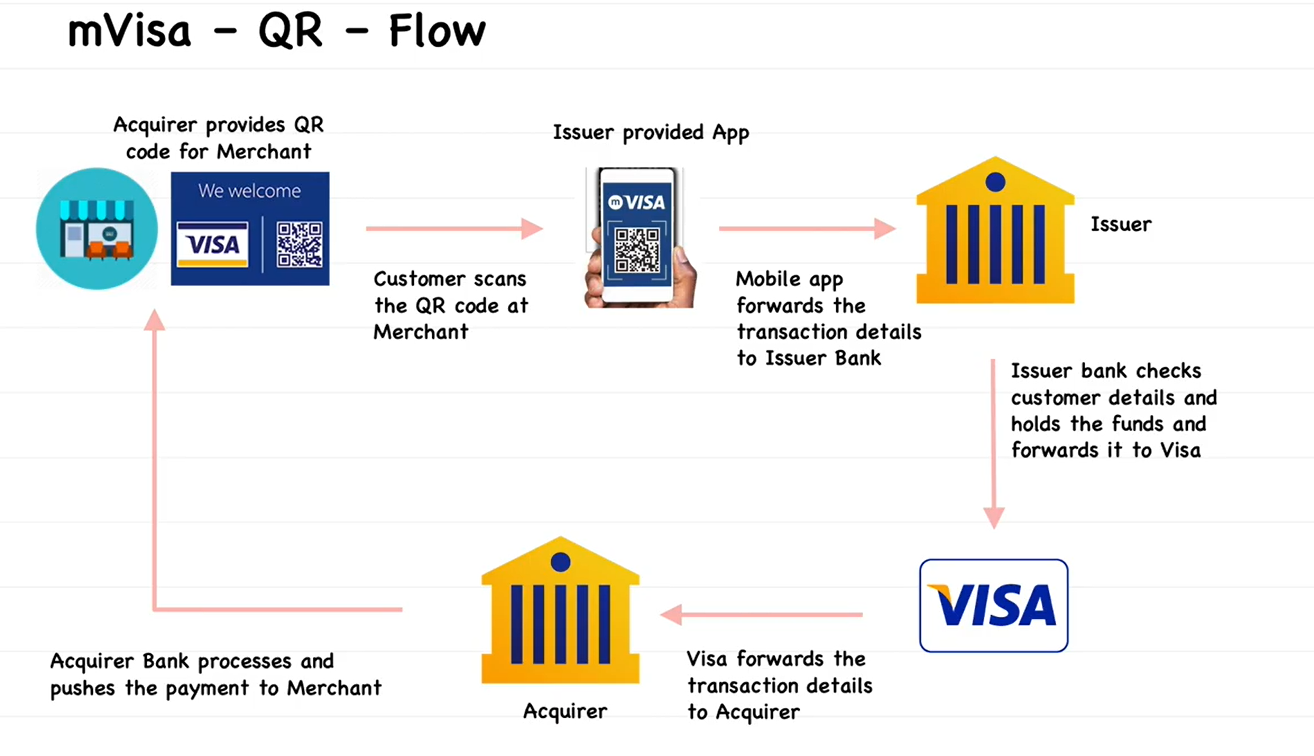 mVisa - QR - Flow
Acquirer provides QR
code for Merchant
We welcome
VISA
Customer scans
the QR code at
Merchant
Issuer provided App
m VISA
Mobile app
forwards the
transaction details
to Issuer Bank
Issuer
Issuer bank checks
customer details and
holds the funds and
forwards it to Visa
VISA
Visa forwards the
transaction details
to Acquirer
Acquirer
Acquirer Bank processes and
pushes the payment to Merchant